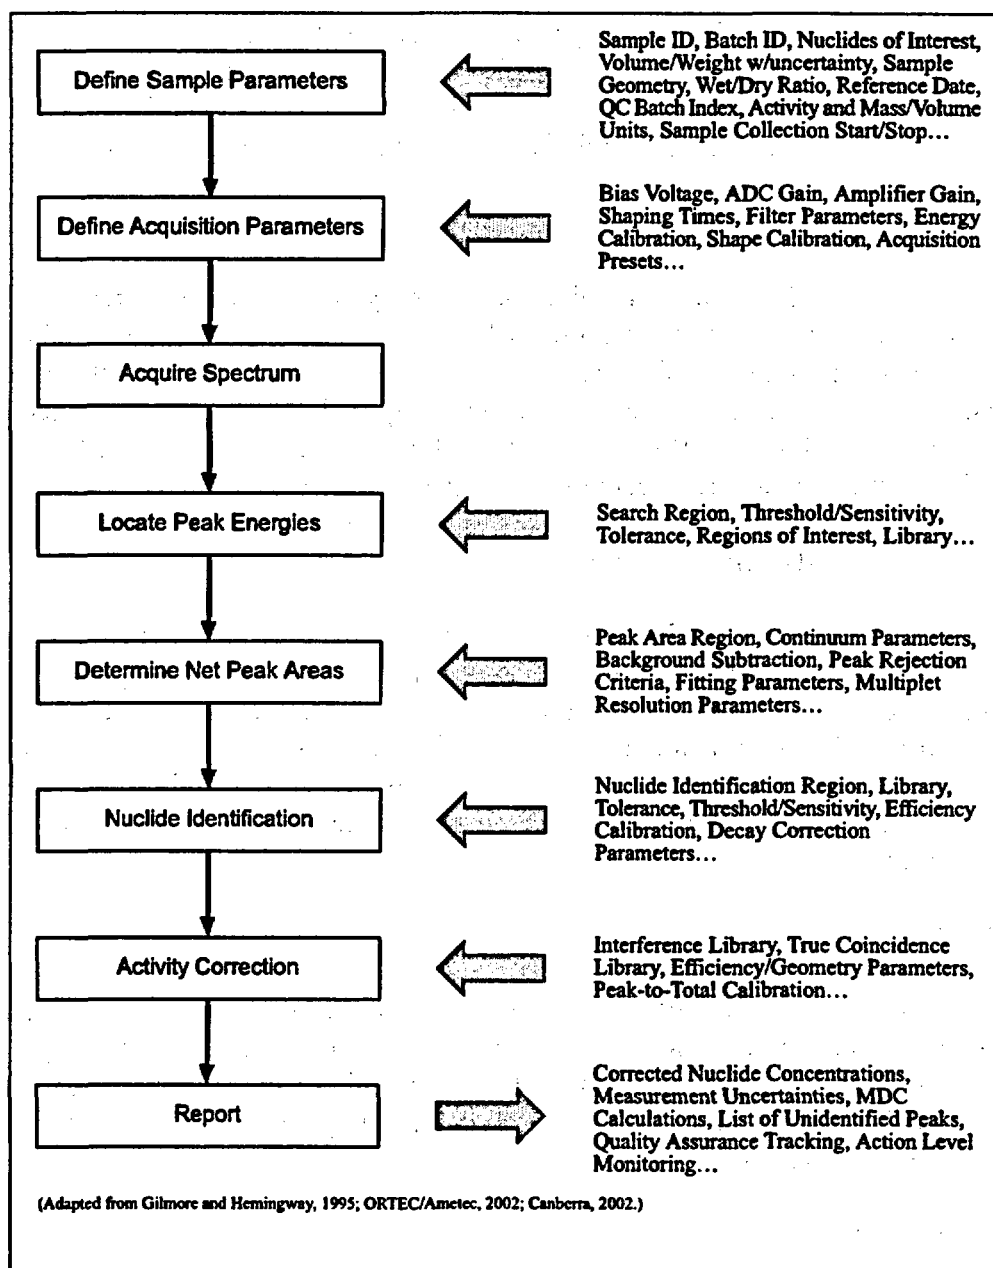 Define Sample Parameters
Sample ID, Batch ID, Nuclides of Interest,
Volume/Weight w/uncertainty, Sample
Geometry, Wet/Dry Ratio, Reference Date,
QC Batch Index, Activity and Mass/Volume
Units, Sample Collection Start/Stop…
Define Acquisition Parameters
Bias Voltage, ADC Gain, Amplifier Gain,
Shaping Times, Filter Parameters, Energy
Calibration, Shape Calibration, Acquisition
Presets…
Acquire Spectrum
Locate Peak Energies
Search Region, Threshold/Sensitivity,
Tolerance, Regions of Interest, Library…
Determine Net Peak Areas
Peak Area Region, Continuum Parameters,
Background Subtraction, Peak Rejection
Criteria, Fitting Parameters, Multiplet
Resolution Parameters…
Nuclide Identification
Nuclide Identification Region, Library,
Tolerance, Threshold/Sensitivity, Efficiency
Calibration, Decay Correction
Parameters…
Activity Correction
Interference Library, True Coincidence
Library, Efficiency/Geometry Parameters,
Peak-to-Total Calibration…
Report
Corrected Nuclide Concentrations,
Measurement Uncertainties, MDC
Calculations, List of Unidentified Peaks,
Quality Assurance Tracking, Action Level
Monitoring…
(Adapted from Gilmore and Hemingway, 1995; ORTEC/Ametec, 2002; Canberra, 2002.)